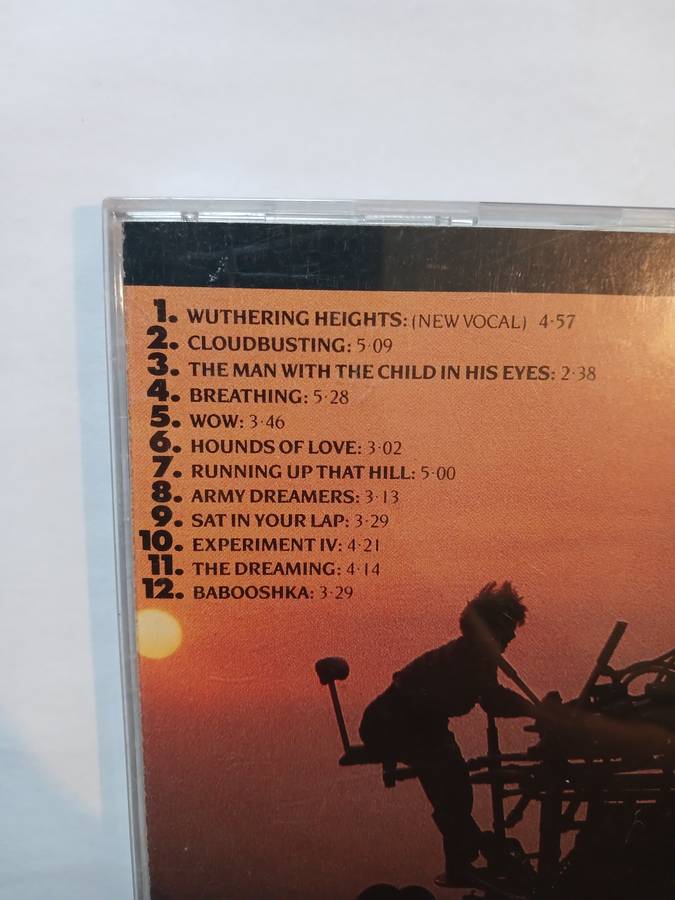 1. WUTHERING HEIGHTS: (NEW VOCAL) 4·57
2. CLOUDBUSTING: 5·09
3. THE MAN WITH THE CHILD IN HIS EYES: 2·38
4. BREATHING: 5·28
5. WOW: 3·46
6. HOUNDS OF LOVE: 3·02
7. RUNNING UP THAT HILL: 5·00
8. ARMY DREAMERS: 3·13
9. SAT IN YOUR LAP: 3·29
10. EXPERIMENT IV: 4·21
11. THE DREAMING: 4·14
12. BABOOSHKA: 3·29